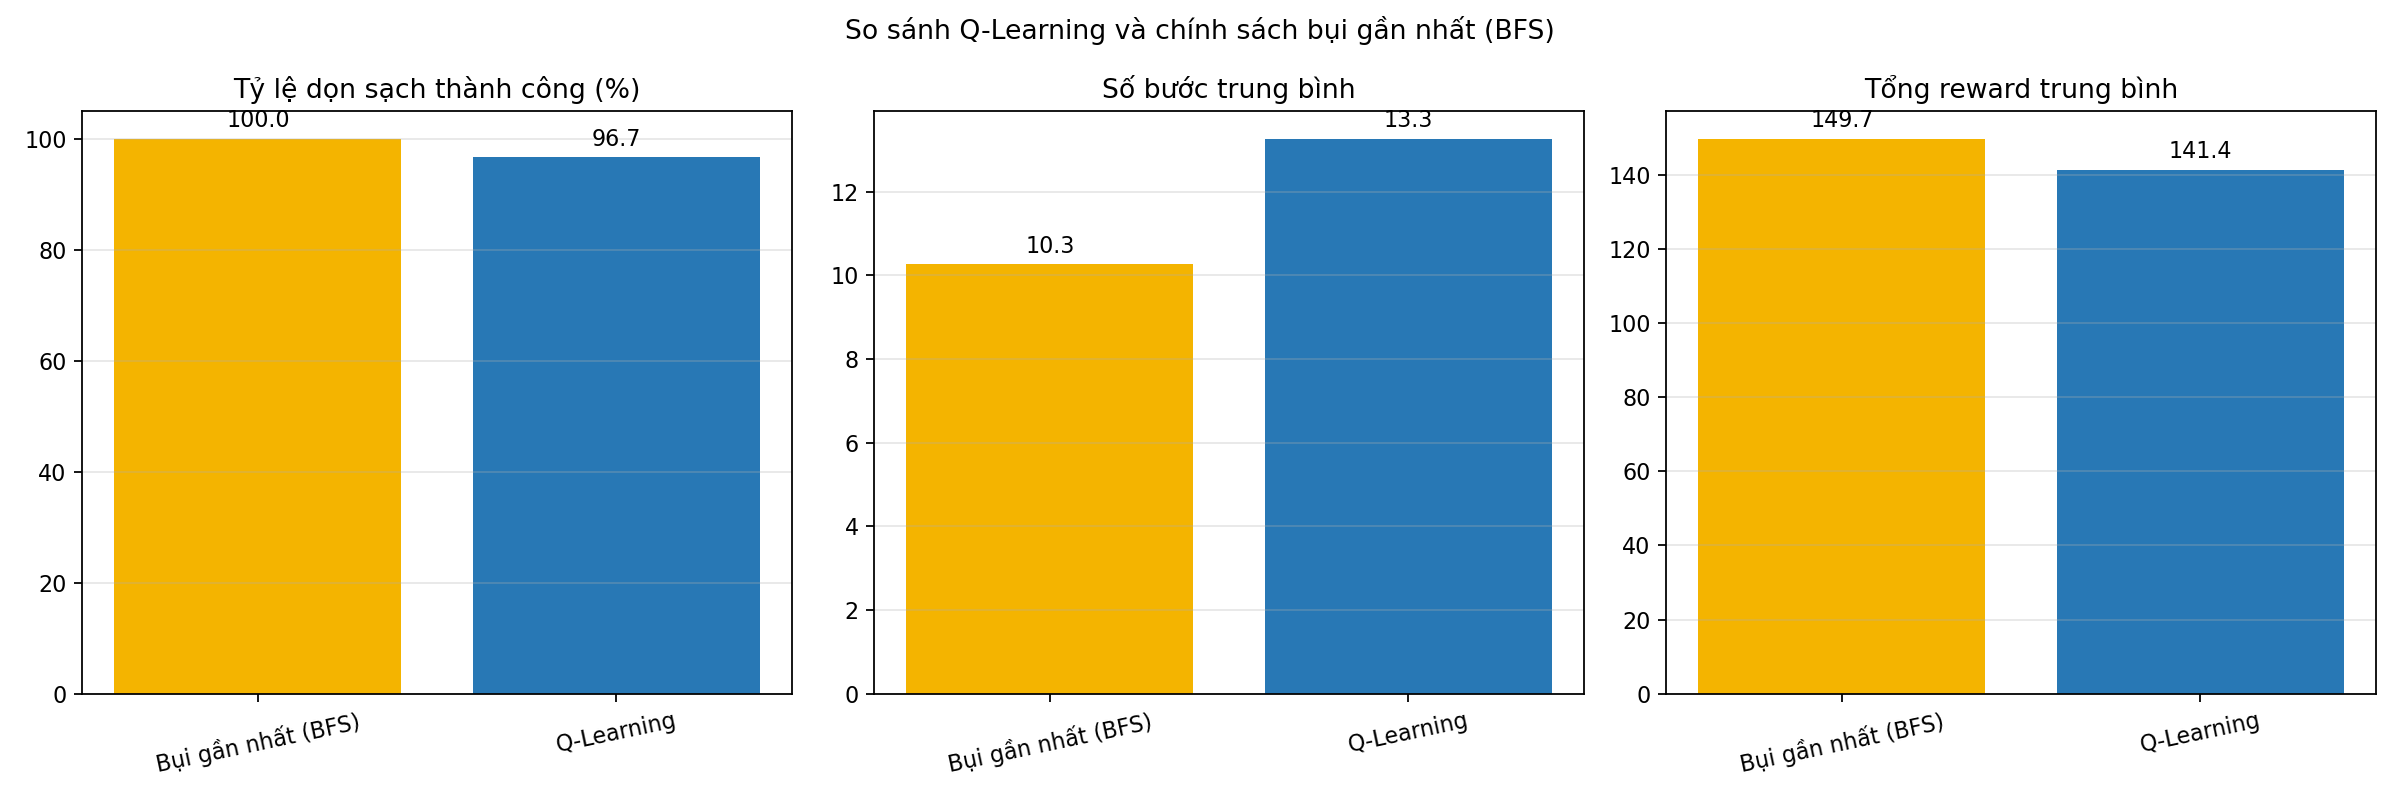 So sánh Q-Learning và chính sách bụi gần nhất (BFS)
Tỷ lệ dọn sạch thành công (%)
100.0
96.7
100
80
60
40
20
0
Bụi gần nhất (BFS)
Q-Learning
Số bước trung bình
13.3
10.3
12
10
8
6
4
2
0
Bụi gần nhất (BFS)
Q-Learning
Tổng reward trung bình
149.7
141.4
140
120
100
80
60
40
20
0
Bụi gần nhất (BFS)
Q-Learning